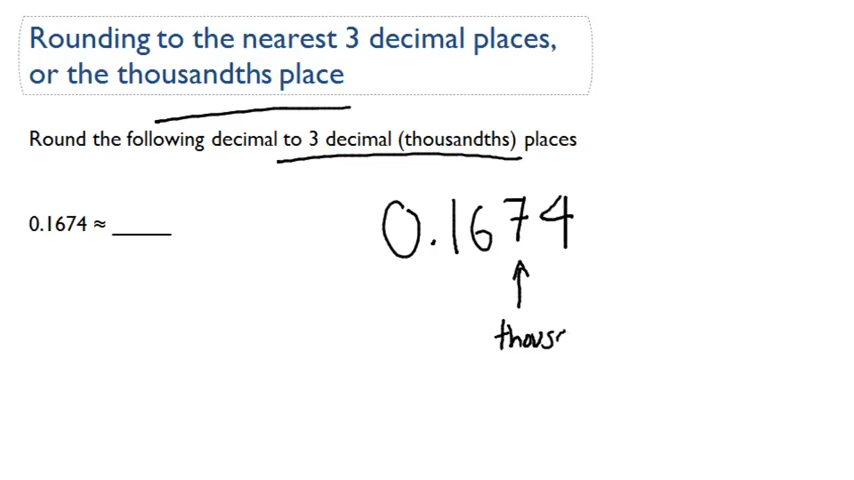 Rounding to the nearest 3 decimal places,
or the thousandths place
Round the following decimal to 3 decimal (thousandths) places
0.1674 ≈ _____
0.1674
thous